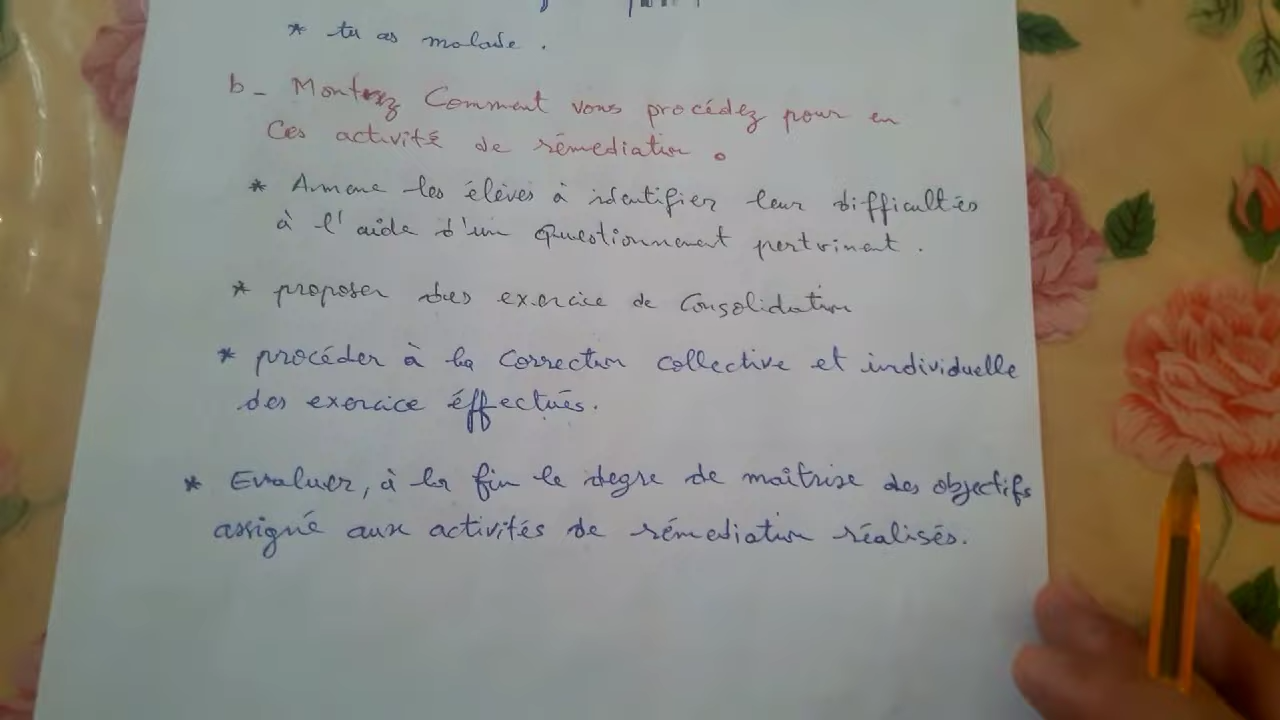 * tu as malade .
b - Montrez Comment vous procédez pour en
Ces activité de rémediation .
* Amene les élèves à identifier leur difficultés
à l'aide d'un questionnement pertinent .
* proposer des exercice de Consolidation
* procéder à la Correction collective et individuelle
des exercice éffectués.
* Evaluer, à la fin le degre de maîtrise des objectifs
assigné aux activités de rémediation réalisés.